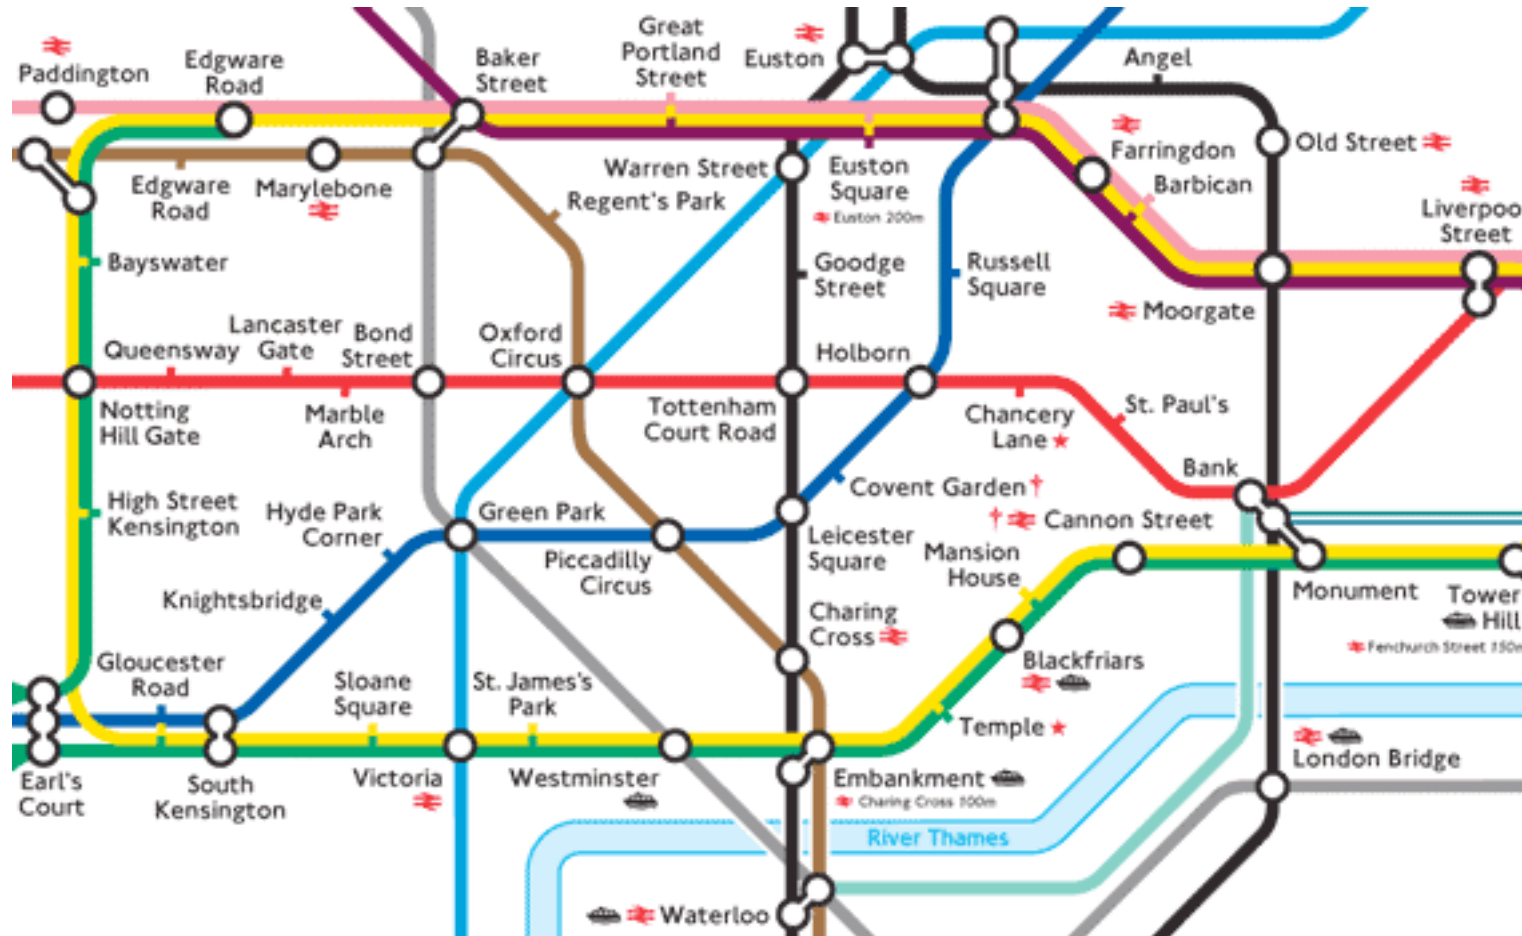 Paddington
Edgware
Road
Baker
Street
Great
Portland
Street
Euston
Angel
Old Street
Farringdon
Barbican
Liverpoo
Street
Edgware
Road
Marylebone
Regent's Park
Warren Street
Euston
Square
Euston 200m
Bayswater
Goodge
Street
Russell
Square
Moorgate
Queensway
Lancaster
Gate
Bond
Street
Oxford
Circus
Holborn
Notting
Hill Gate
Marble
Arch
Tottenham
Court Road
Chancery
Lane
St. Paul's
Bank
High Street
Kensington
Hyde Park
Corner
Green Park
Piccadilly
Circus
Covent Garden†
Leicester
Square
† Cannon Street
Mansion
House
Monument
Tower
Hill
Fenchurch Street 150m
Knightsbridge
Charing
Cross
Blackfriars
Gloucester
Road
Sloane
Square
St. James's
Park
Temple
London Bridge
Earl's
Court
South
Kensington
Victoria
Westminster
Embankment
Charing Cross 100m
River Thames
Waterloo